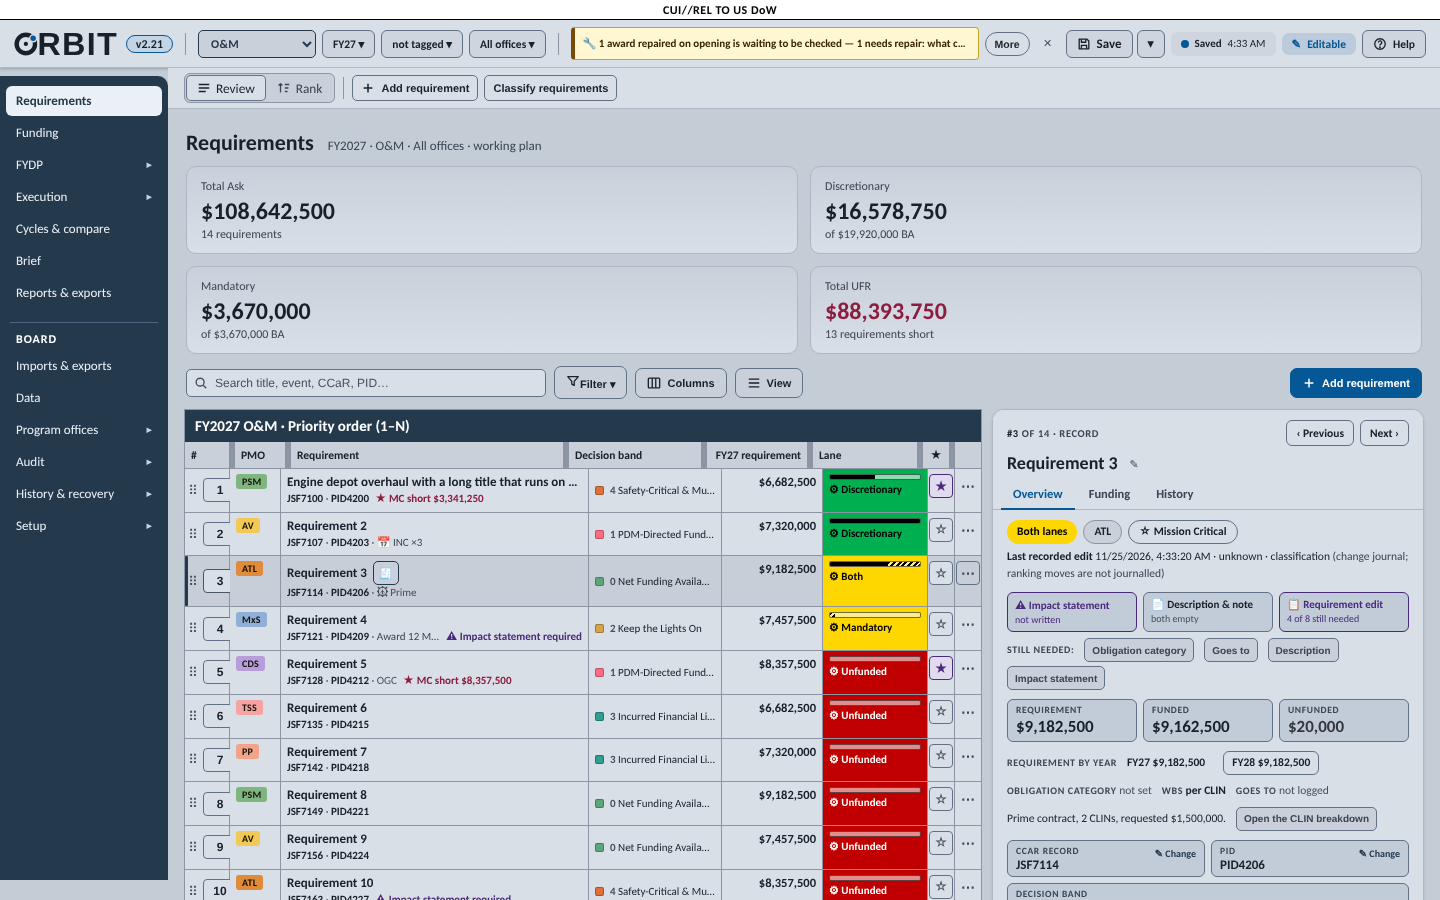 CUI//REL TO US DoW
ORBIT v2.21 O&M FY27 ▾ not tagged ▾ All offices ▾ 🔧 1 award repaired on opening is waiting to be checked — 1 needs repair: what c... More × Save ▾ Saved 4:33 AM ✎ Editable Help
Review Rank + Add requirement Classify requirements
Requirements
Funding
FYDP ▸
Execution ▸
Cycles & compare
Brief
Reports & exports
BOARD
Imports & exports
Data
Program offices ▸
Audit ▸
History & recovery ▸
Setup ▸
Requirements FY2027 · O&M · All offices · working plan
Total Ask
$108,642,500
14 requirements
Discretionary
$16,578,750
of $19,920,000 BA
Mandatory
$3,670,000
of $3,670,000 BA
Total UFR
$88,393,750
13 requirements short
Search title, event, CCaR, PID… Filter ▾ Columns View + Add requirement
FY2027 O&M · Priority order (1–N)
# PMO Requirement Decision band FY27 requirement Lane ★
1 PSM Engine depot overhaul with a long title that runs on ... 4 Safety-Critical & Mu... $6,682,500 ⚙ Discretionary ★ ⋯
JSF7100 · PID4200 ★ MC short $3,341,250
2 AV Requirement 2 1 PDM-Directed Fund... $7,320,000 ⚙ Discretionary ☆ ⋯
JSF7107 · PID4203 · 📅 INC ×3
3 ATL Requirement 3 🧾 0 Net Funding Availa... $9,182,500 ⚙ Both ☆ ⋯
JSF7114 · PID4206 · Prime
4 MxS Requirement 4 2 Keep the Lights On $7,457,500 ⚙ Mandatory ☆ ⋯
JSF7121 · PID4209 · Award 12 M... ⚠ Impact statement required
5 CDS Requirement 5 1 PDM-Directed Fund... $8,357,500 ⚙ Unfunded ★ ⋯
JSF7128 · PID4212 · OGC ★ MC short $8,357,500
6 TSS Requirement 6 3 Incurred Financial Li... $6,682,500 ⚙ Unfunded ☆ ⋯
JSF7135 · PID4215
7 PP Requirement 7 3 Incurred Financial Li... $7,320,000 ⚙ Unfunded ☆ ⋯
JSF7142 · PID4218
8 PSM Requirement 8 0 Net Funding Availa... $9,182,500 ⚙ Unfunded ☆ ⋯
JSF7149 · PID4221
9 AV Requirement 9 0 Net Funding Availa... $7,457,500 ⚙ Unfunded ☆ ⋯
JSF7156 · PID4224
10 ATL Requirement 10 4 Safety-Critical & Mu... $8,357,500 ⚙ Unfunded ☆ ⋯
JSF7163 · PID4227 ⚠ Impact statement required
#3 OF 14 · RECORD ‹ Previous Next ›
Requirement 3 ✎
Overview Funding History
Both lanes ATL ☆ Mission Critical
Last recorded edit 11/25/2026, 4:33:20 AM · unknown · classification (change journal;
ranking moves are not journalled)
⚠ Impact statement
not written
📄 Description & note
both empty
📋 Requirement edit
4 of 8 still needed
STILL NEEDED: Obligation category Goes to Description
Impact statement
REQUIREMENT
$9,182,500
FUNDED
$9,162,500
UNFUNDED
$20,000
REQUIREMENT BY YEAR FY27 $9,182,500 FY28 $9,182,500
OBLIGATION CATEGORY not set WBS per CLIN GOES TO not logged
Prime contract, 2 CLINs, requested $1,500,000. Open the CLIN breakdown
CCAR RECORD ✎ Change
JSF7114
PID ✎ Change
PID4206
DECISION BAND